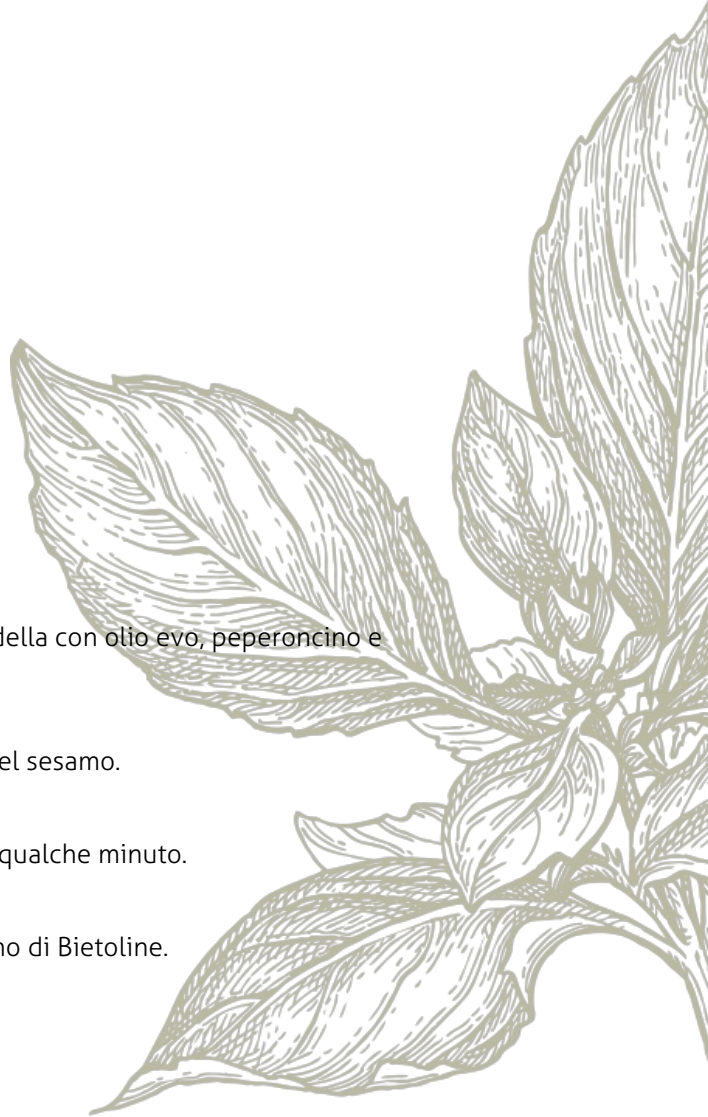 della con olio evo, peperoncino e
el sesamo.
qualche minuto.
no di Bietoline.